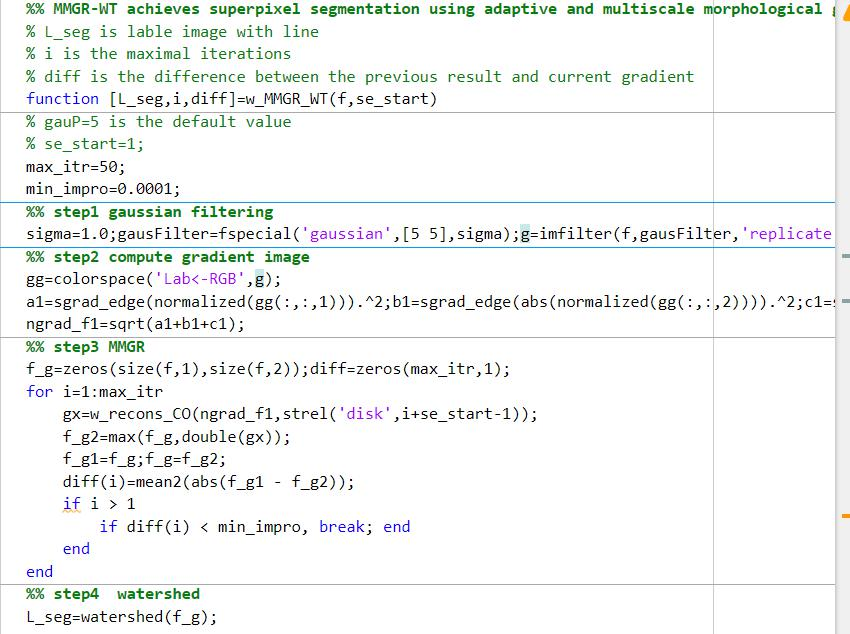 %% MMGR-WT achieves superpixel segmentation using adaptive and multiscale morphological
% L_seg is lable image with line
% i is the maximal iterations
% diff is the difference between the previous result and current gradient
function [L_seg,i,diff]=w_MMGR_WT(f,se_start)
% gauP=5 is the default value
% se_start=1;
max_itr=50;
min_impro=0.0001;
%% step1 gaussian filtering
sigma=1.0;gausFilter=fspecial('gaussian',[5 5],sigma);g=imfilter(f,gausFilter,'replicate
%% step2 compute gradient image
gg=colorspace('Lab<-RGB',g);
a1=sgrad_edge(normalized(gg(:,:,1))).^2;b1=sgrad_edge(abs(normalized(gg(:,:,2)))).^2;c1=
ngrad_f1=sqrt(a1+b1+c1);
%% step3 MMGR
f_g=zeros(size(f,1),size(f,2));diff=zeros(max_itr,1);
for i=1:max_itr
gx=w_recons_CO(ngrad_f1,strel('disk',i+se_start-1));
f_g2=max(f_g,double(gx));
f_g1=f_g;f_g=f_g2;
diff(i)=mean2(abs(f_g1 - f_g2));
if i > 1
if diff(i) < min_impro, break; end
end
end
%% step4  watershed
L_seg=watershed(f_g);